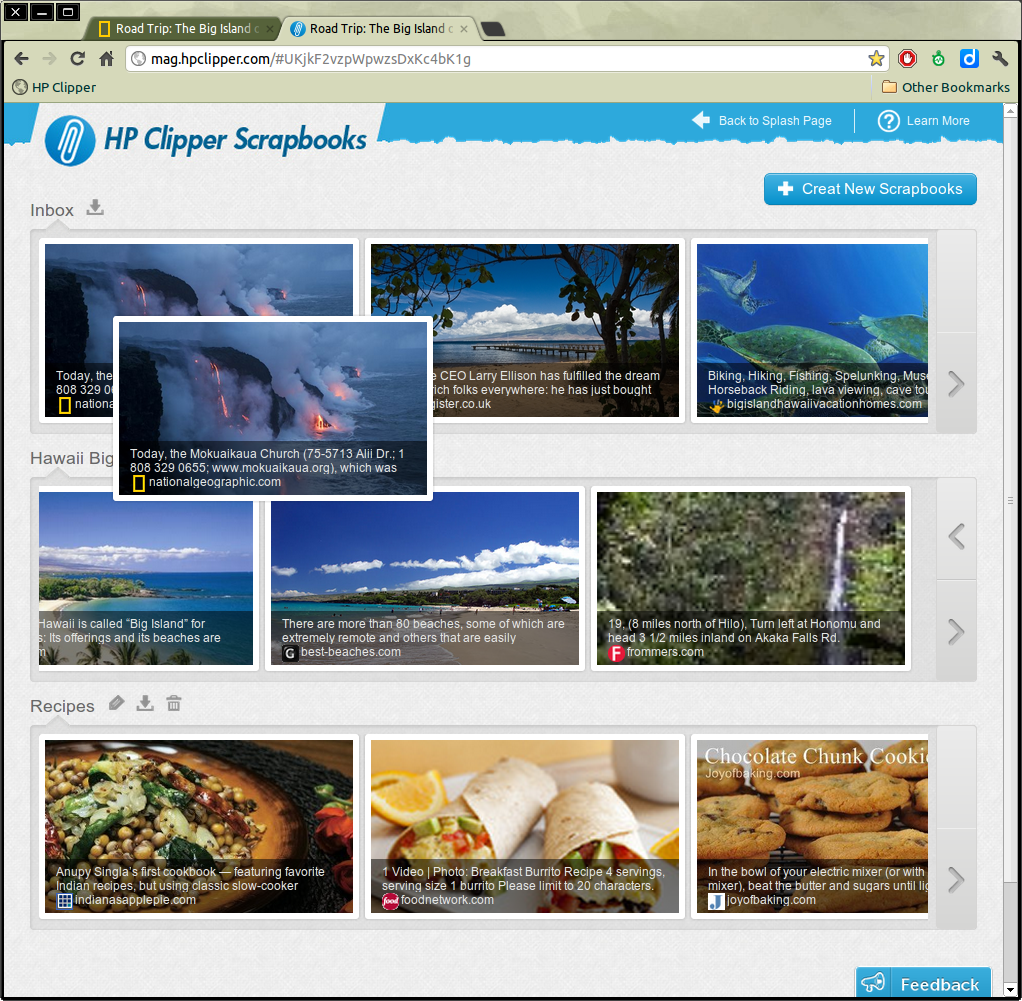 Road Trip: The Big Island
Road Trip: The Big Island
mag.hpclipper.com/#UKjkF2vzpWpwzsDxKc4bK1g
HP Clipper
Other Bookmarks
HP Clipper Scrapbooks
Back to Splash Page
Learn More
Creat New Scrapbooks
Inbox
Today, the
808 329 0
nationa
CEO Larry Ellison has fulfilled the dream
rich folks everywhere: he has just bought
gister.co.uk
Biking, Hiking, Fishing, Spelunking, Muse
Horseback Riding, lava viewing, cave tou
bigislandhawaiivacationhomes.com
Today, the Mokuaikaua Church (75-5713 Alii Dr.; 1
808 329 0655; www.mokuaikaua.org), which was
nationalgeographic.com
Hawaii Big
Hawaii is called “Big Island” for
s: Its offerings and its beaches are
m
There are more than 80 beaches, some of which are
extremely remote and others that are easily
G best-beaches.com
19. (8 miles north of Hilo), Turn left at Honomu and
head 3 1/2 miles inland on Akaka Falls Rd.
F frommers.com
Recipes
Anupy Singla's first cookbook — featuring favorite
Indian recipes, but using classic slow-cooker
indianasapplepie.com
1 Video | Photo: Breakfast Burrito Recipe 4 servings,
serving size 1 burrito Please limit to 20 characters.
food foodnetwork.com
Chocolate Chunk Cookie
Joyofbaking.com
In the bowl of your electric mixer (or with
mixer), beat the butter and sugars until lig
J joyofbaking.com
Feedback